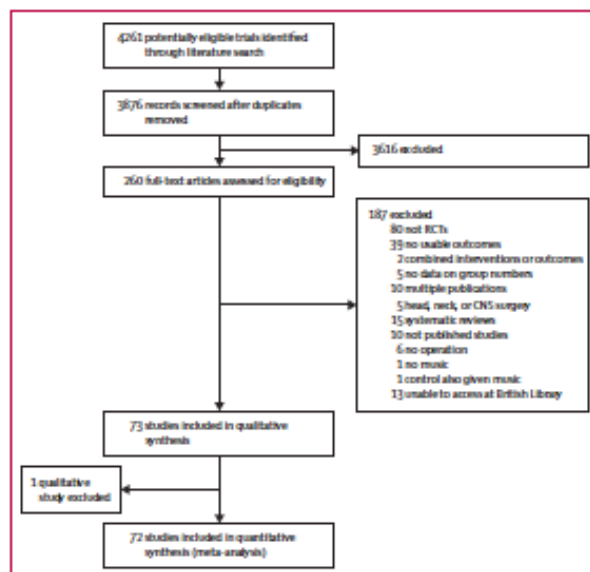 4261 potentially eligible trials identified
through literature search
3876 records screened after duplicates
removed
3616 excluded
260 full-text articles assessed for eligibility
187 excluded
80 not RCTs
39 no usable outcomes
2 combined interventions or outcomes
5 no data on group numbers
10 multiple publications
5 head, neck, or CNS surgery
15 systematic reviews
10 not published studies
6 no operation
1 no music
1 control also given music
13 unable to access at British Library
73 studies included in qualitative
synthesis
1 qualitative
study excluded
72 studies included in quantitative
synthesis (meta-analysis)